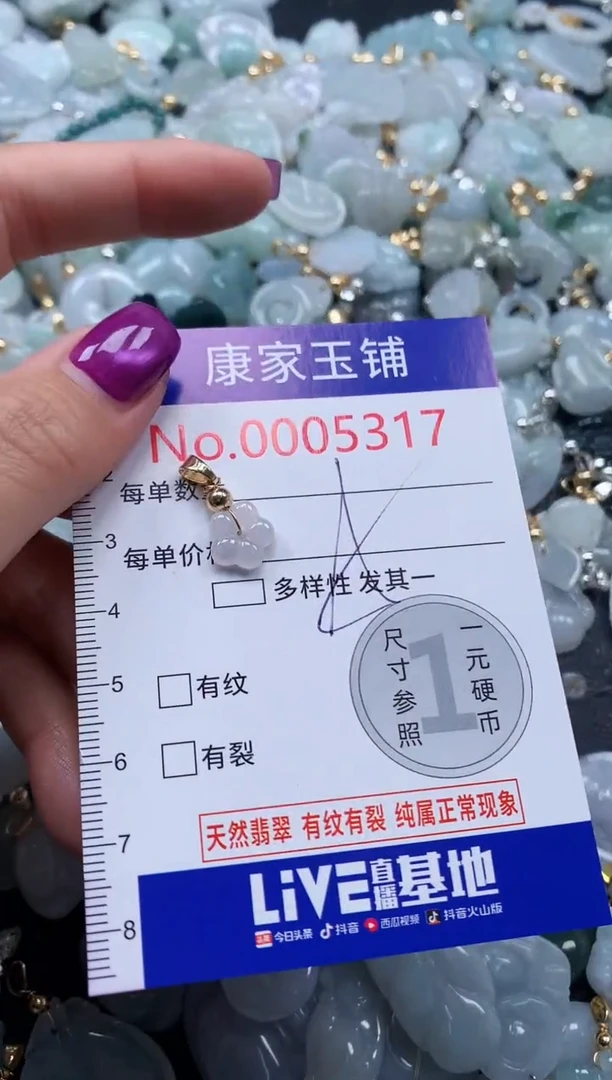 康家玉铺
No.0005317
每单数
2
每单价
3
多样性 发其一
4
尺寸参照
1
一元硬币
5
有纹
6
有裂
7
天然翡翠 有纹有裂 纯属正常现象
LiVE直播基地
8
今日头条 抖音 西瓜视频 抖音火山版